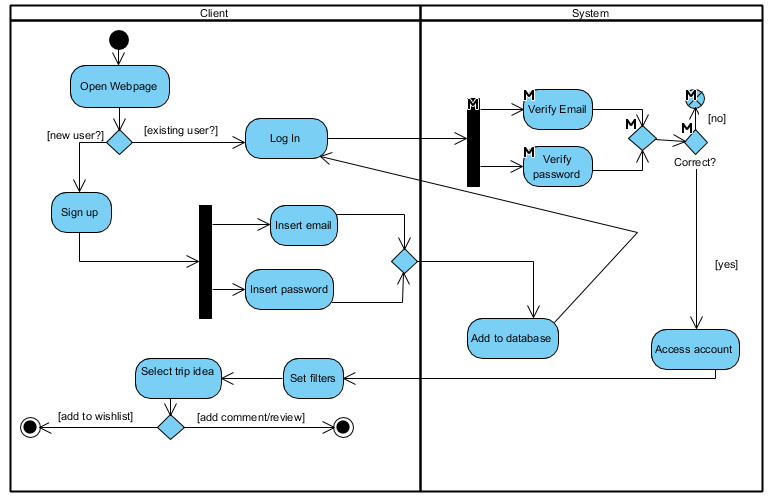 Client
System
Open Webpage
[new user?]
[existing user?]
Log In
M
M
Verify Email
M
Verify
password
M
M
M
[no]
Correct?
Sign up
Insert email
Insert password
[yes]
Add to database
Access account
Select trip idea
Set filters
[add to wishlist]
[add comment/review]